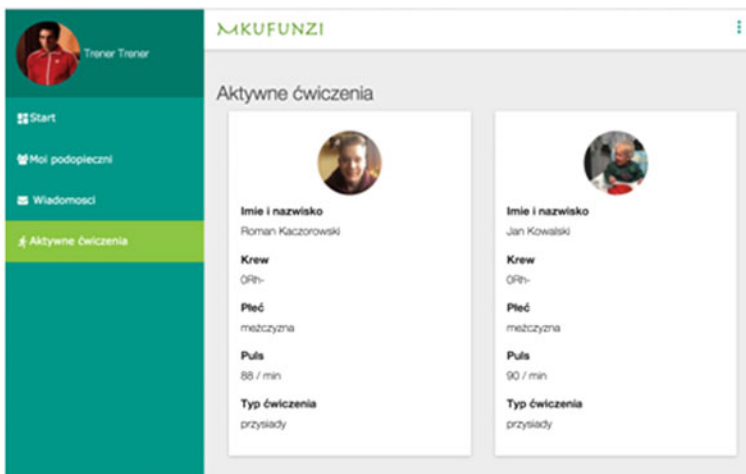 MKUFUNZI
Trener Trener
Start
Moi podopieczni
Wiadomosci
Aktywne ćwiczenia
Aktywne ćwiczenia
Imie i nazwisko
Roman Kaczorowski
Krew
0Rh-
Płeć
meżczyzna
Puls
88 / min
Typ ćwiczenia
przysiady
Imie i nazwisko
Jan Kowalski
Krew
0Rh-
Płeć
meżczyzna
Puls
90 / min
Typ ćwiczenia
przysiady